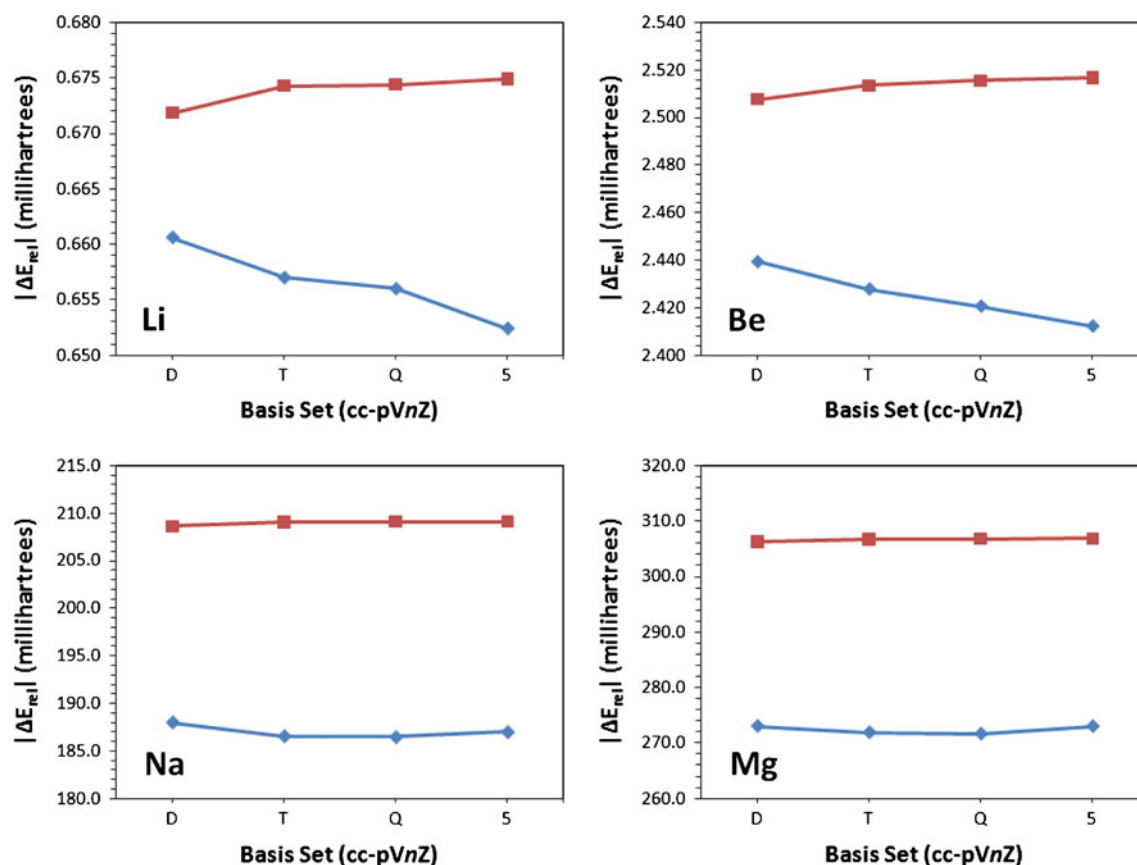 |ΔE_rel| (millihartrees)
0.680
0.675
0.670
0.665
0.660
0.655
0.650
Li
D T Q 5
Basis Set (cc-pVnZ)
|ΔE_rel| (millihartrees)
2.540
2.520
2.500
2.480
2.460
2.440
2.420
2.400
Be
D T Q 5
Basis Set (cc-pVnZ)
|ΔE_rel| (millihartrees)
215.0
210.0
205.0
200.0
195.0
190.0
185.0
180.0
Na
D T Q 5
Basis Set (cc-pVnZ)
|ΔE_rel| (millihartrees)
320.0
310.0
300.0
290.0
280.0
270.0
260.0
Mg
D T Q 5
Basis Set (cc-pVnZ)